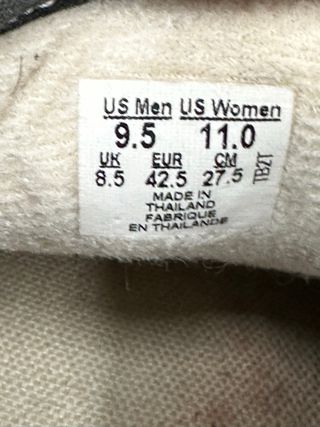 US Men US Women
9.5 11.0
UK EUR CM
8.5 42.5 27.5
MADE IN
THAILAND
FABRIQUE
EN THAILANDE